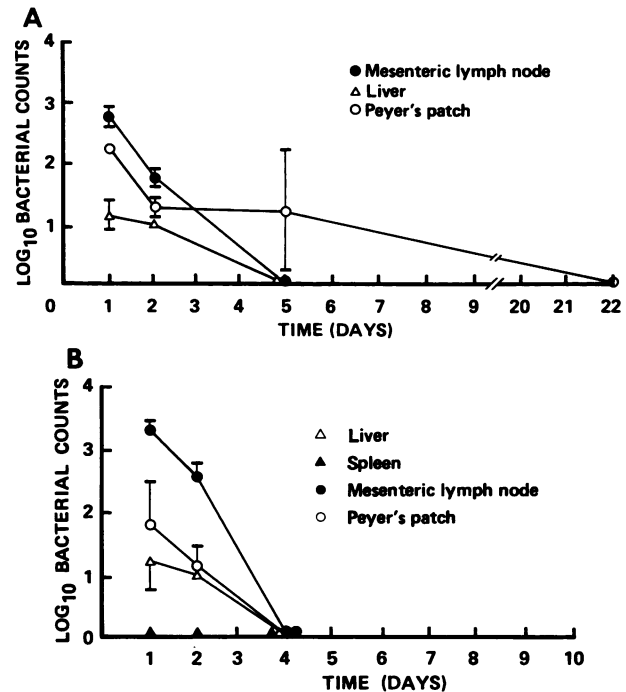 A
LOG10 BACTERIAL COUNTS
4
3
2
1
● Mesenteric lymph node
△ Liver
○ Peyer's patch
0 1 2 3 4 5 6 7 8 9 20 21 22
TIME (DAYS)
B
LOG10 BACTERIAL COUNTS
4
3
2
1
0
△ Liver
▲ Spleen
● Mesenteric lymph node
○ Peyer's patch
1 2 3 4 5 6 7 8 9 10
TIME (DAYS)